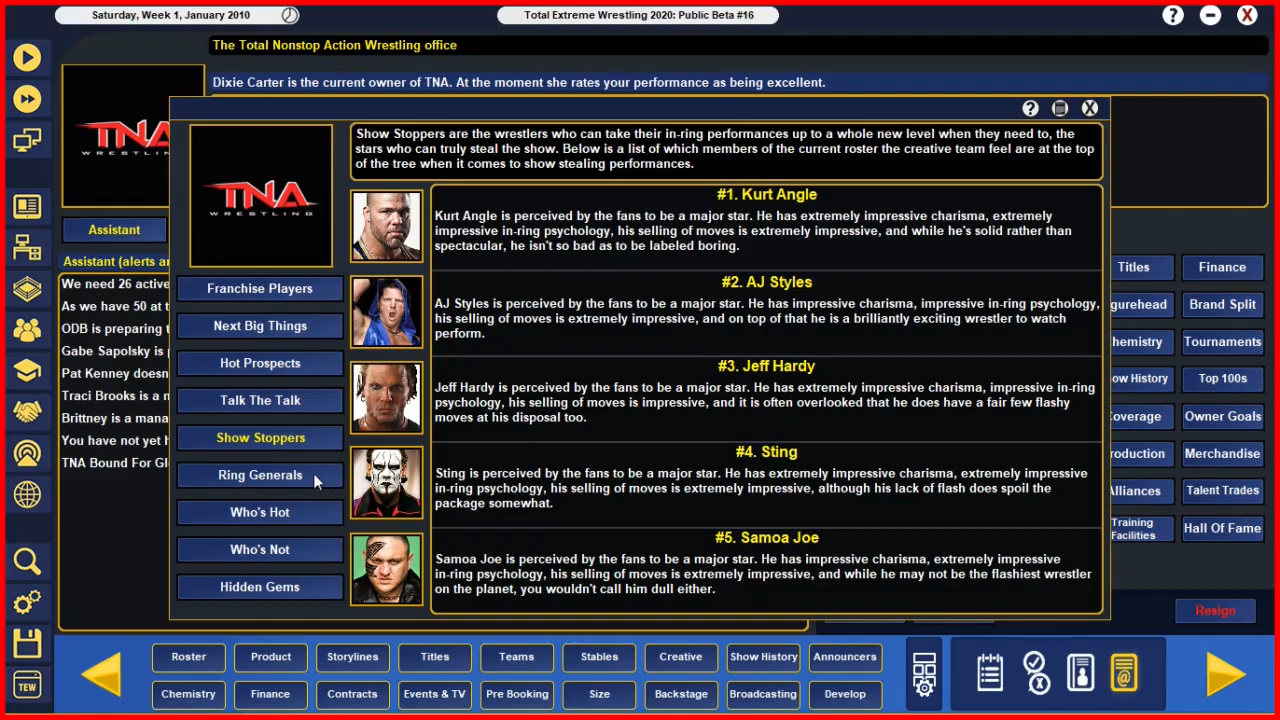 Saturday, Week 1, January 2010
Total Extreme Wrestling 2020: Public Beta #16
The Total Nonstop Action Wrestling office
Dixie Carter is the current owner of TNA. At the moment she rates your performance as being excellent.
TNA
WRESTLING
Assistant
Assistant (alerts a
We need 26 active
As we have 50 at t
ODB is preparing t
Gabe Sapolsky is
Pat Kenney doesn
Traci Brooks is a n
Brittney is a mana
You have not yet h
TNA Bound For Gl
TNA
WRESTLING
Franchise Players
Next Big Things
Hot Prospects
Talk The Talk
Show Stoppers
Ring Generals
Who's Hot
Who's Not
Hidden Gems
Show Stoppers are the wrestlers who can take their in-ring performances up to a whole new level when they need to, the
stars who can truly steal the show. Below is a list of which members of the current roster the creative team feel are at the top
of the tree when it comes to show stealing performances.
#1. Kurt Angle
Kurt Angle is perceived by the fans to be a major star. He has extremely impressive charisma, extremely
impressive in-ring psychology, his selling of moves is extremely impressive, and while he's solid rather than
spectacular, he isn't so bad as to be labeled boring.
#2. AJ Styles
AJ Styles is perceived by the fans to be a major star. He has impressive charisma, impressive in-ring psychology,
his selling of moves is extremely impressive, and on top of that he is a brilliantly exciting wrestler to watch
perform.
#3. Jeff Hardy
Jeff Hardy is perceived by the fans to be a major star. He has extremely impressive charisma, impressive in-ring
psychology, his selling of moves is impressive, and it is often overlooked that he does have a fair few flashy
moves at his disposal too.
#4. Sting
Sting is perceived by the fans to be a major star. He has extremely impressive charisma, extremely impressive
in-ring psychology, his selling of moves is extremely impressive, although his lack of flash does spoil the
package somewhat.
#5. Samoa Joe
Samoa Joe is perceived by the fans to be a major star. He has impressive charisma, extremely impressive
in-ring psychology, his selling of moves is extremely impressive, and while he may not be the flashiest wrestler
on the planet, you wouldn't call him dull either.
Titles
Finance
gurehead
Brand Split
hemistry
Tournaments
ow History
Top 100s
overage
Owner Goals
roduction
Merchandise
lliances
Talent Trades
Training
Facilities
Hall Of Fame
Resign
Roster
Product
Storylines
Titles
Teams
Stables
Creative
Show History
Announcers
Chemistry
Finance
Contracts
Events & TV
Pre Booking
Size
Backstage
Broadcasting
Develop
TEW